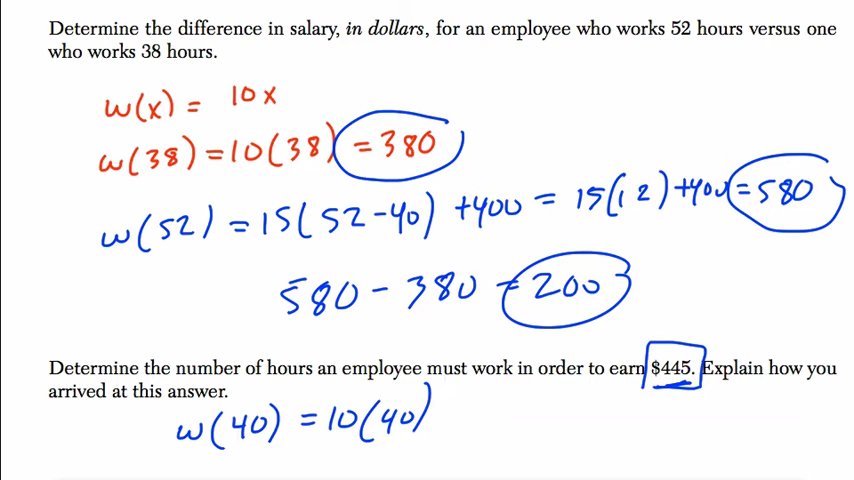 Determine the difference in salary, in dollars, for an employee who works 52 hours versus one
who works 38 hours.
w(x) = 10x
w(38) = 10(38) = 380
w(52) = 15(52-40) +400 = 15(12) +400 = 580
580 - 380 = 200
Determine the number of hours an employee must work in order to earn $445. Explain how you
arrived at this answer.
w(40) = 10(40)